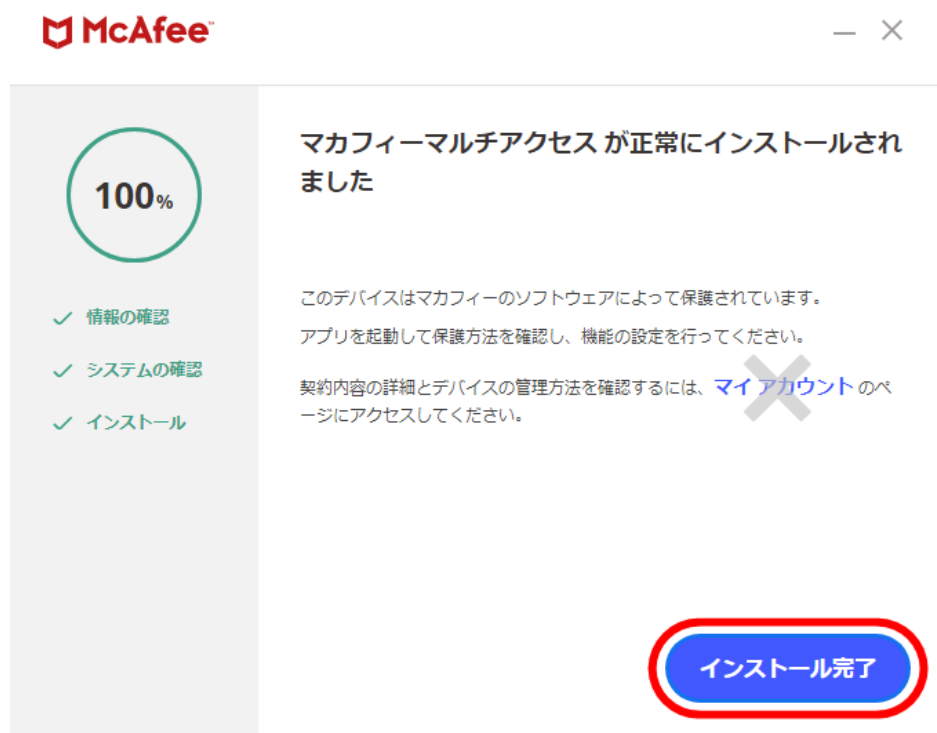 McAfee™
100%
情報の確認
システムの確認
インストール
マカフィーマルチアクセス が正常にインストールされ
ました
このデバイスはマカフィーのソフトウェアによって保護されています。
アプリを起動して保護方法を確認し、機能の設定を行ってください。
契約内容の詳細とデバイスの管理方法を確認するには、マイ アカウント のペ
ージにアクセスしてください。
インストール完了